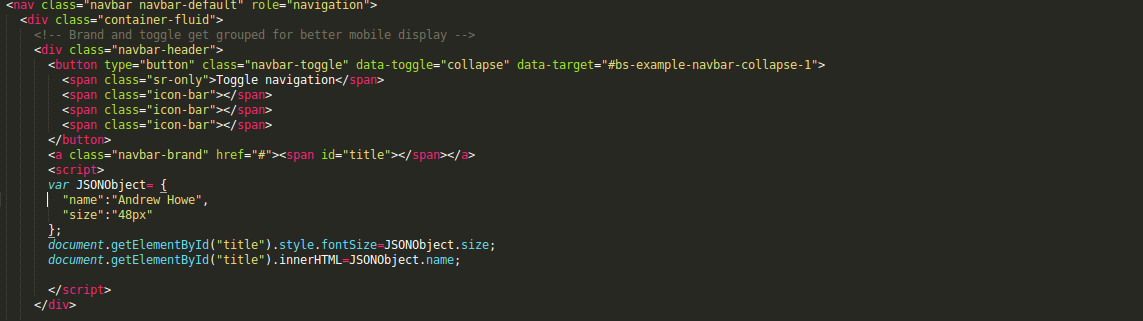 <nav class="navbar navbar-default" role="navigation">
<div class="container-fluid">
<!-- Brand and toggle get grouped for better mobile display -->
<div class="navbar-header">
<button type="button" class="navbar-toggle" data-toggle="collapse" data-target="#bs-example-navbar-collapse-1">
<span class="sr-only">Toggle navigation</span>
<span class="icon-bar"></span>
<span class="icon-bar"></span>
<span class="icon-bar"></span>
</button>
<a class="navbar-brand" href="#"><span id="title"></span></a>
<script>
var JSONObject= {
"name":"Andrew Howe",
"size":"48px"
};
document.getElementById("title").style.fontSize=JSONObject.size;
document.getElementById("title").innerHTML=JSONObject.name;
</script>
</div>